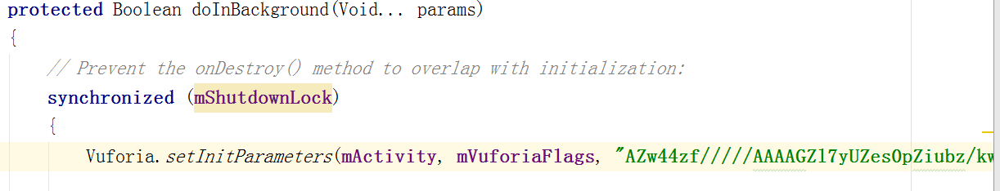 protected Boolean doInBackground(Void... params)
{
// Prevent the onDestroy() method to overlap with initialization:
synchronized (mShutdownLock)
{
Vuforia.setInitParameters(mActivity, mVuforiaFlags, "AZw44zf/////AAAAGZ17yUZes0pZiubz/kw